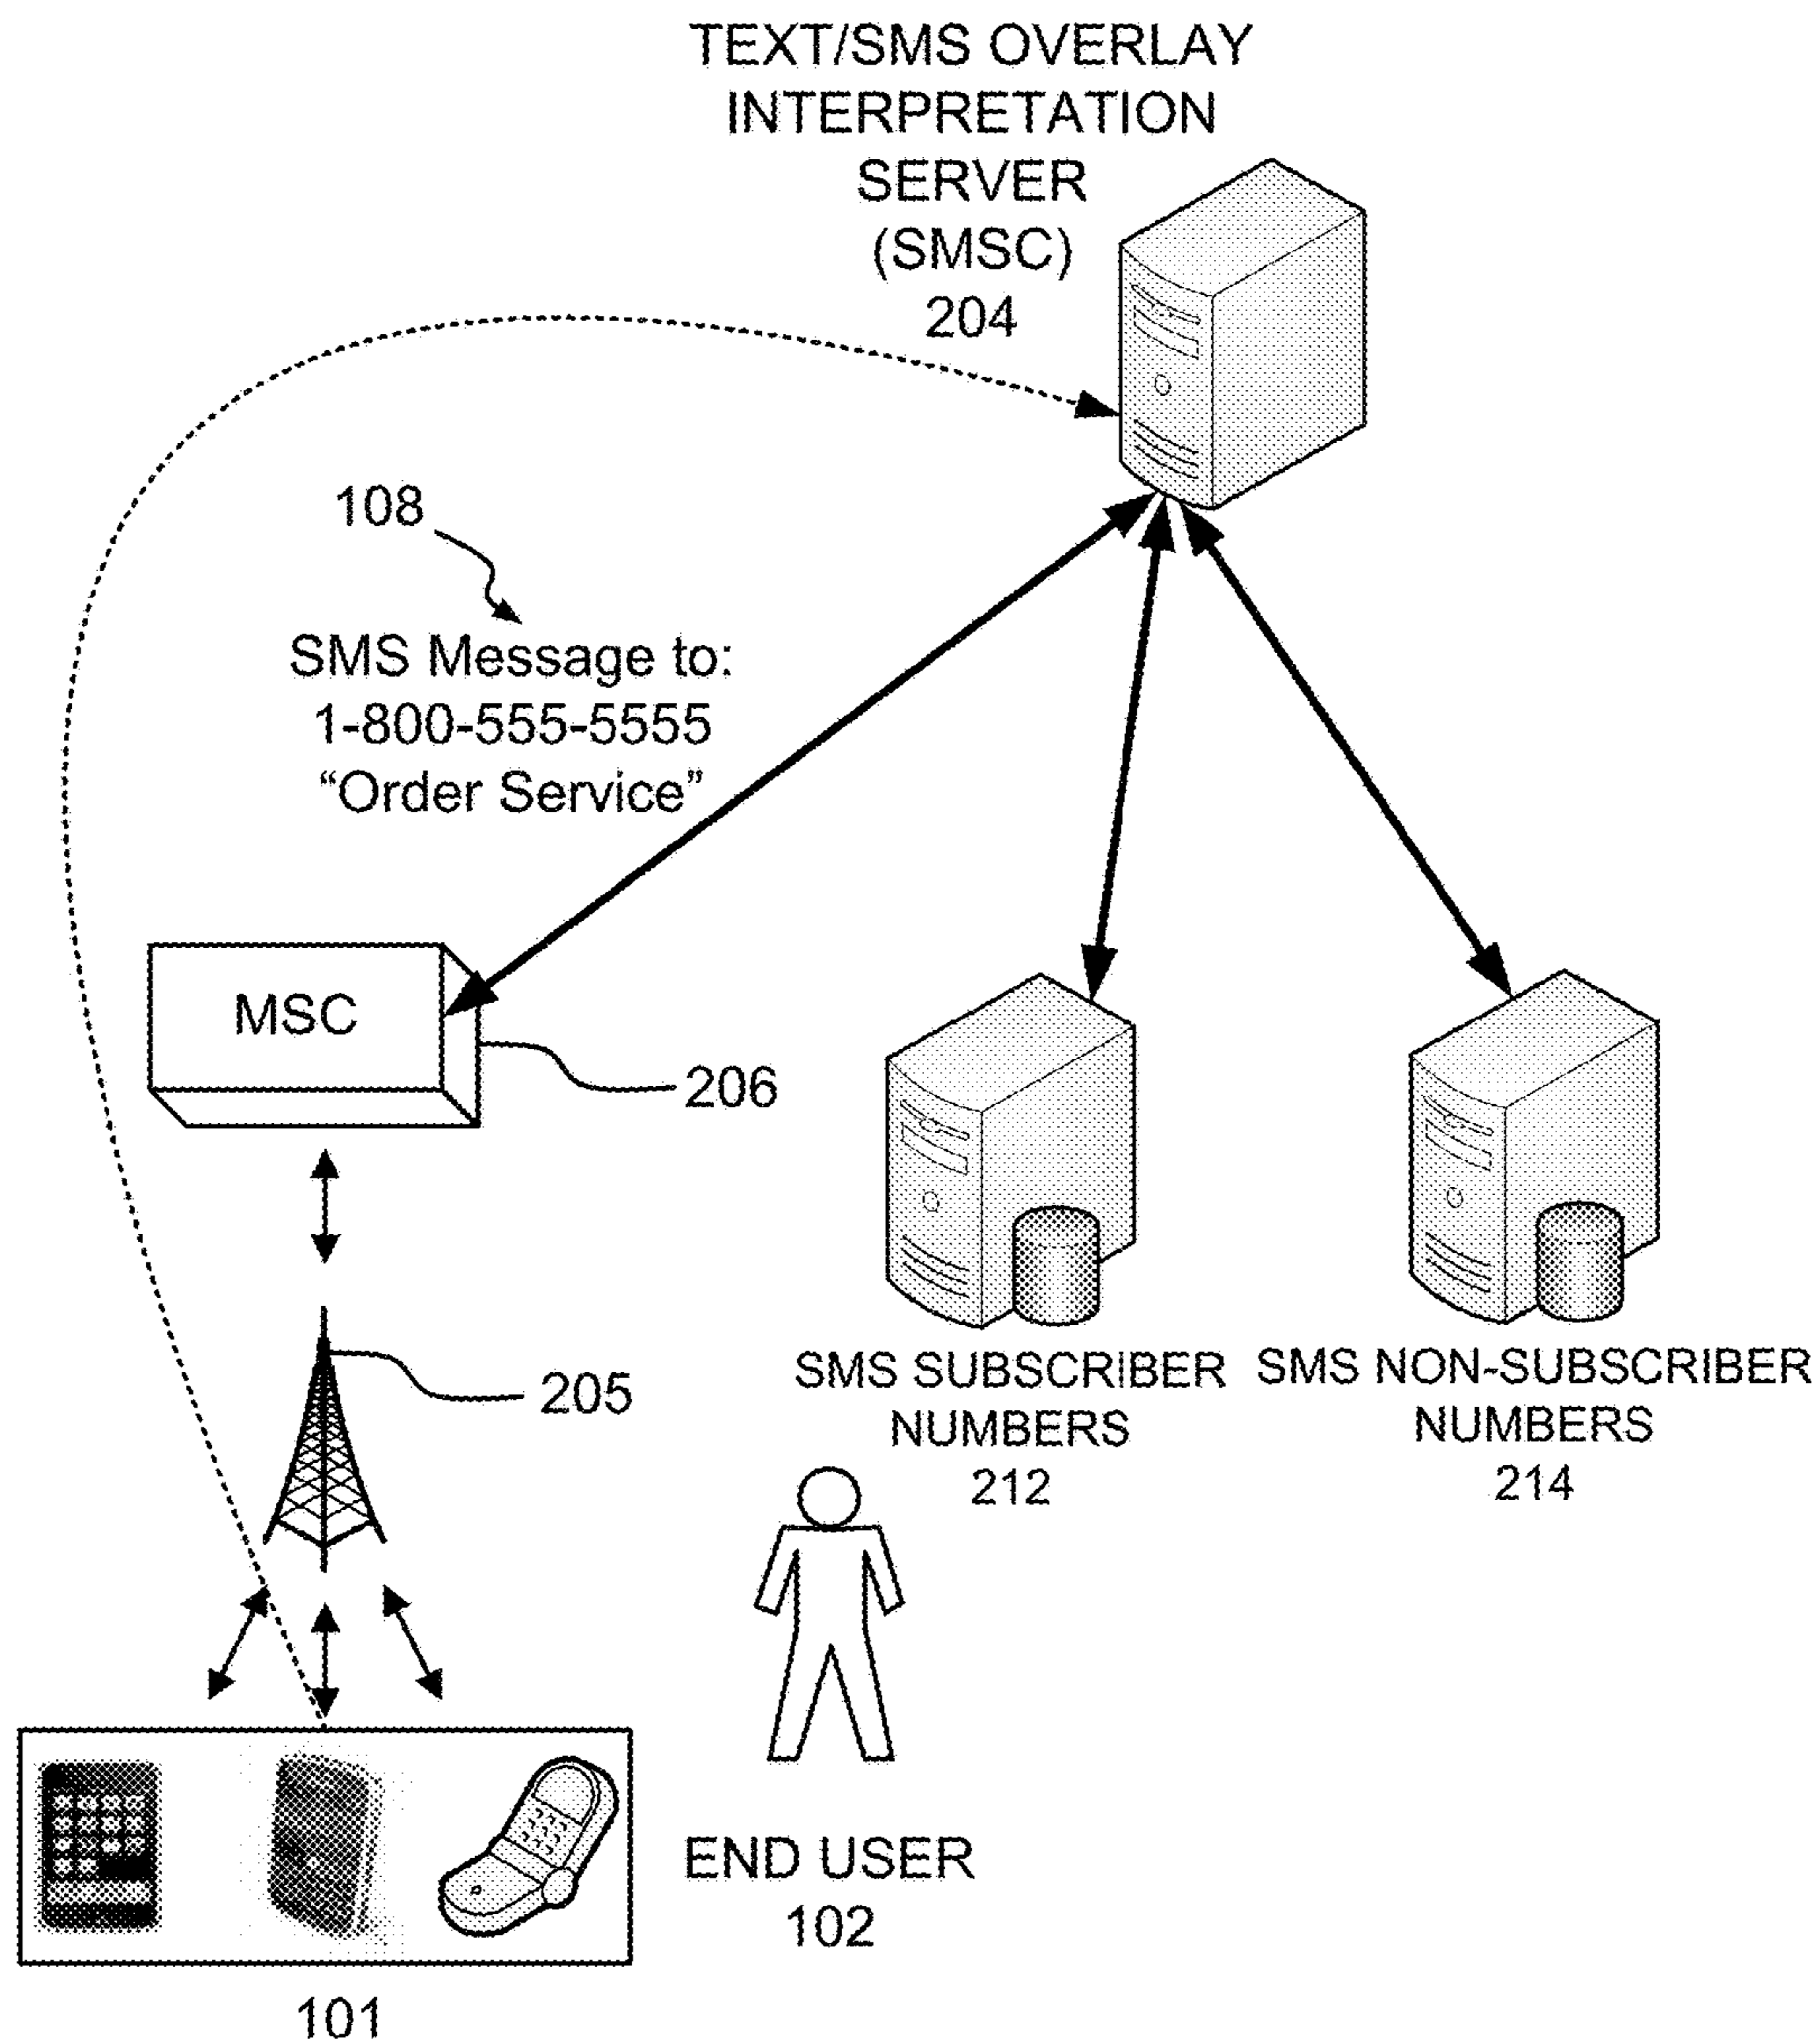 TEXT/SMS OVERLAY
INTERPRETATION
SERVER
(SMSC)
204
108
SMS Message to:
1-800-555-5555
“Order Service”
MSC
206
205
SMS SUBSCRIBER
NUMBERS
212
SMS NON-SUBSCRIBER
NUMBERS
214
END USER
102
101